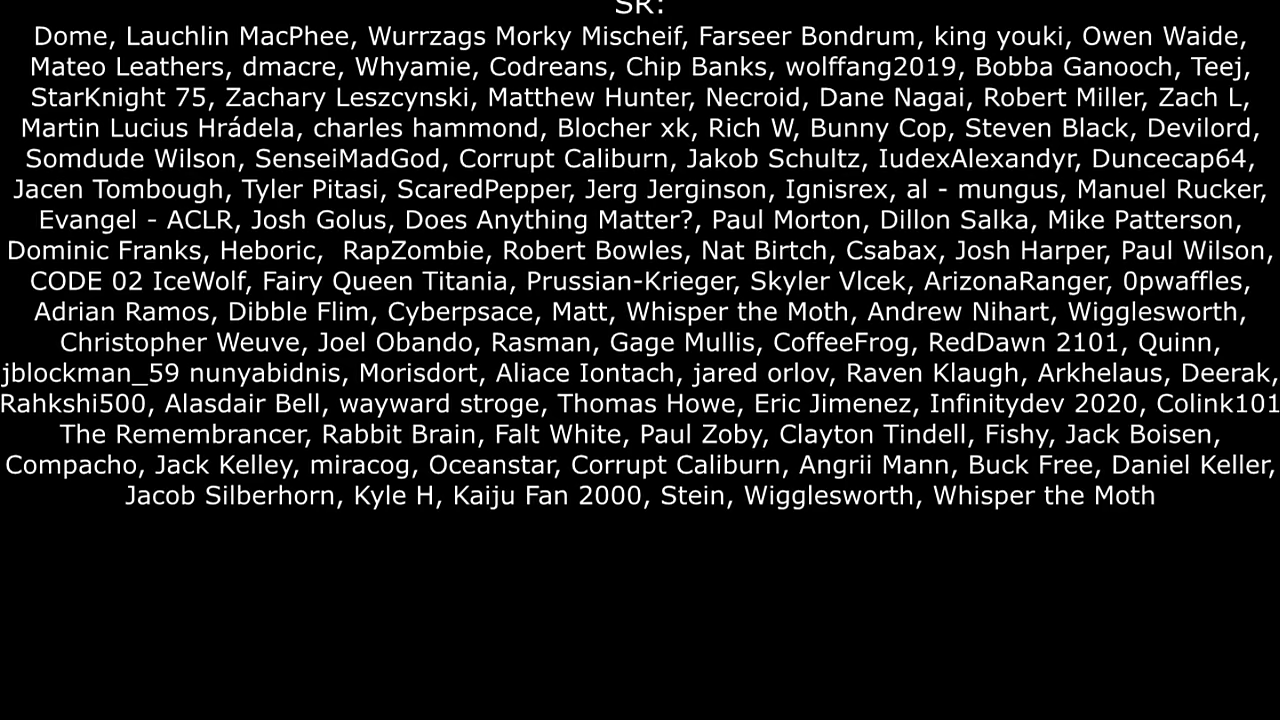 SR:
Dome, Lauchlin MacPhee, Wurrzags Morky Mischeif, Farseer Bondrum, king youki, Owen Waide,
Mateo Leathers, dmacre, Whyamie, Codreans, Chip Banks, wolffang2019, Bobba Ganooch, Teej,
StarKnight 75, Zachary Leszcynski, Matthew Hunter, Necroid, Dane Nagai, Robert Miller, Zach L,
Martin Lucius Hrádela, charles hammond, Blocher xk, Rich W, Bunny Cop, Steven Black, Devilord,
Somdude Wilson, SenseiMadGod, Corrupt Caliburn, Jakob Schultz, IudexAlexandyr, Duncecap64,
Jacen Tombough, Tyler Pitasi, ScaredPepper, Jerg Jerginson, Ignisrex, al - mungus, Manuel Rucker,
Evangel - ACLR, Josh Golus, Does Anything Matter?, Paul Morton, Dillon Salka, Mike Patterson,
Dominic Franks, Heboric,  RapZombie, Robert Bowles, Nat Birtch, Csabax, Josh Harper, Paul Wilson,
CODE 02 IceWolf, Fairy Queen Titania, Prussian-Krieger, Skyler Vlcek, ArizonaRanger, 0pwaffles,
Adrian Ramos, Dibble Flim, Cyberpsace, Matt, Whisper the Moth, Andrew Nihart, Wigglesworth,
Christopher Weuve, Joel Obando, Rasman, Gage Mullis, CoffeeFrog, RedDawn 2101, Quinn,
jblockman_59 nunyabidnis, Morisdort, Aliace Iontach, jared orlov, Raven Klaugh, Arkhelaus, Deerak,
Rahkshi500, Alasdair Bell, wayward stroge, Thomas Howe, Eric Jimenez, Infinitydev 2020, Colink101
The Remembrancer, Rabbit Brain, Falt White, Paul Zoby, Clayton Tindell, Fishy, Jack Boisen,
Compacho, Jack Kelley, miracog, Oceanstar, Corrupt Caliburn, Angrii Mann, Buck Free, Daniel Keller,
Jacob Silberhorn, Kyle H, Kaiju Fan 2000, Stein, Wigglesworth, Whisper the Moth